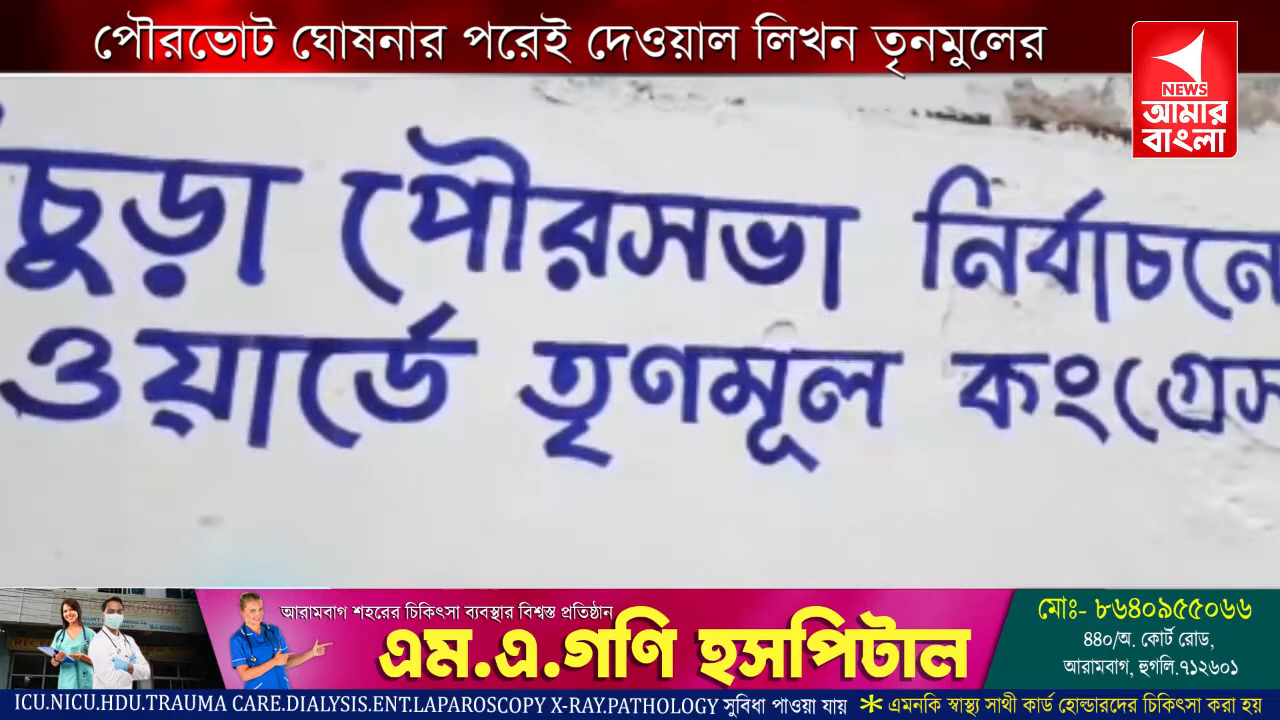 পৌরভোট ঘোষনার পরেই দেওয়াল লিখন তৃনমুলের
NEWS
আমার
বাংলা
চুড়া পৌরসভা নির্বাচনে
ওয়ার্ডে তৃণমূল কংগ্রেস
আরামবাগ শহরের চিকিৎসা ব্যবস্থার বিশ্বস্ত প্রতিষ্ঠান
এম.এ.গণি হসপিটাল
মোঃ- ৮৬৪০৯৫৫০৬৬
৪৪০/অ. কোর্ট রোড,
আরামবাগ, হুগলি.৭১২৬০১
ICU.NICU.HDU.TRAUMA CARE.DIALYSIS.ENT.LAPAROSCOPY X-RAY.PATHOLOGY সুবিধা পাওয়া যায় * এমনকি স্বাস্থ্য সাথী কার্ড হোল্ডারদের চিকিৎসা করা হয়